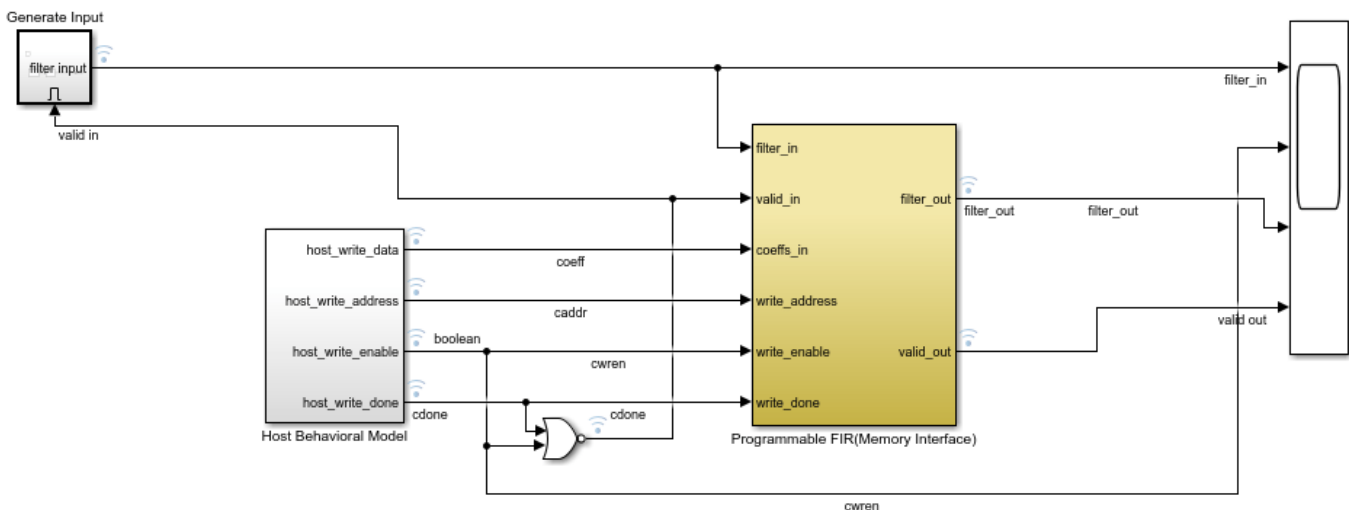 Generate Input
filter input
valid in
filter_in
filter_in
valid_in
coeffs_in
write_address
write_enable
write_done
filter_out
valid_out
Programmable FIR(Memory Interface)
filter_out
filter_out
valid out
host_write_data
host_write_address
host_write_enable
host_write_done
Host Behavioral Model
coeff
caddr
boolean
cwren
cdone
cdone
cwren